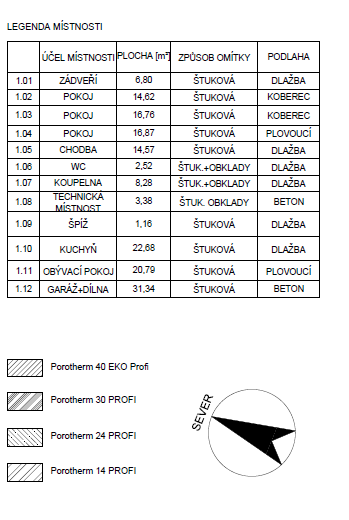 LEGENDA MÍSTNOSTI
ÚČEL MÍSTNOSTI PLOCHA [m²] ZPŮSOB OMÍTKY PODLAHA
1.01 ZÁDVEŘÍ 6,80 ŠTUKOVÁ DLAŽBA
1.02 POKOJ 14,62 ŠTUKOVÁ KOBEREC
1.03 POKOJ 16,76 ŠTUKOVÁ KOBEREC
1.04 POKOJ 16,87 ŠTUKOVÁ PLOVOUCÍ
1.05 CHODBA 14,57 ŠTUKOVÁ DLAŽBA
1.06 WC 2,52 ŠTUK.+OBKLADY DLAŽBA
1.07 KOUPELNA 8,28 ŠTUK.+OBKLADY DLAŽBA
1.08 TECHNICKÁ MÍSTNOST 3,38 ŠTUK. OBKLADY BETON
1.09 ŠPÍŽ 1,16 ŠTUKOVÁ DLAŽBA
1.10 KUCHYŇ 22,68 ŠTUKOVÁ DLAŽBA
1.11 OBÝVACÍ POKOJ 20,79 ŠTUKOVÁ PLOVOUCÍ
1.12 GARÁŽ+DÍLNA 31,34 ŠTUKOVÁ BETON
Porotherm 40 EKO Profi
Porotherm 30 PROFI
Porotherm 24 PROFI
Porotherm 14 PROFI
SEVER